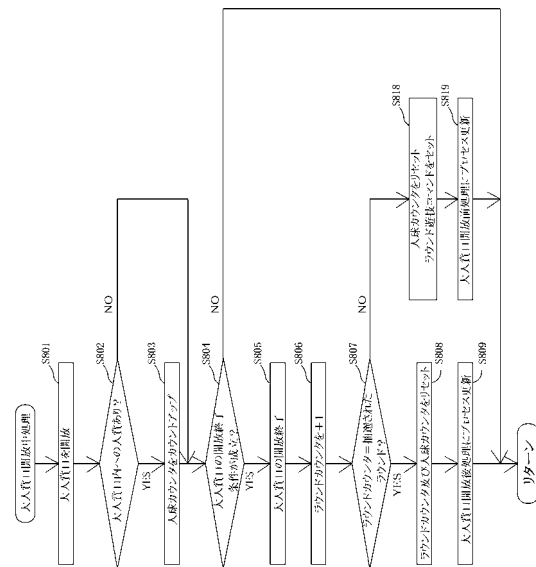 大入賞口開放中処理
S801
大入賞口を開放
S802
大入賞口内への入賞あり？
NO
YES
S803
入球カウンタをカウントアップ
S804
大入賞口の開放終了
条件が成立？
NO
YES
S805
大入賞口の開放終了
S806
ラウンドカウンタを＋1
S807
ラウンドカウンタ＝抽選された
ラウンド？
NO
YES
S808
ラウンドカウンタ及び入球カウンタをリセット
S809
大入賞口開放後処理にプロセス更新
S818
入球カウンタをリセット
ラウンド遊技コマンドをセット
S819
大入賞口開放前処理にプロセス更新
リターン